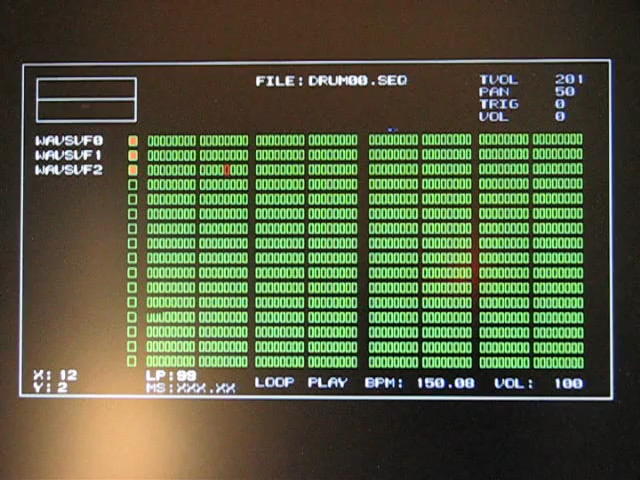 FILE:DRUM00.SEQ
TVOL 201
PAN 50
TRIG 0
VOL 0
WAVSVF0
WAVSVF1
WAVSVF2
X: 12
Y: 2
LP:99
MS:XXX.XX
LOOP PLAY BPM: 150.08 VOL: 100